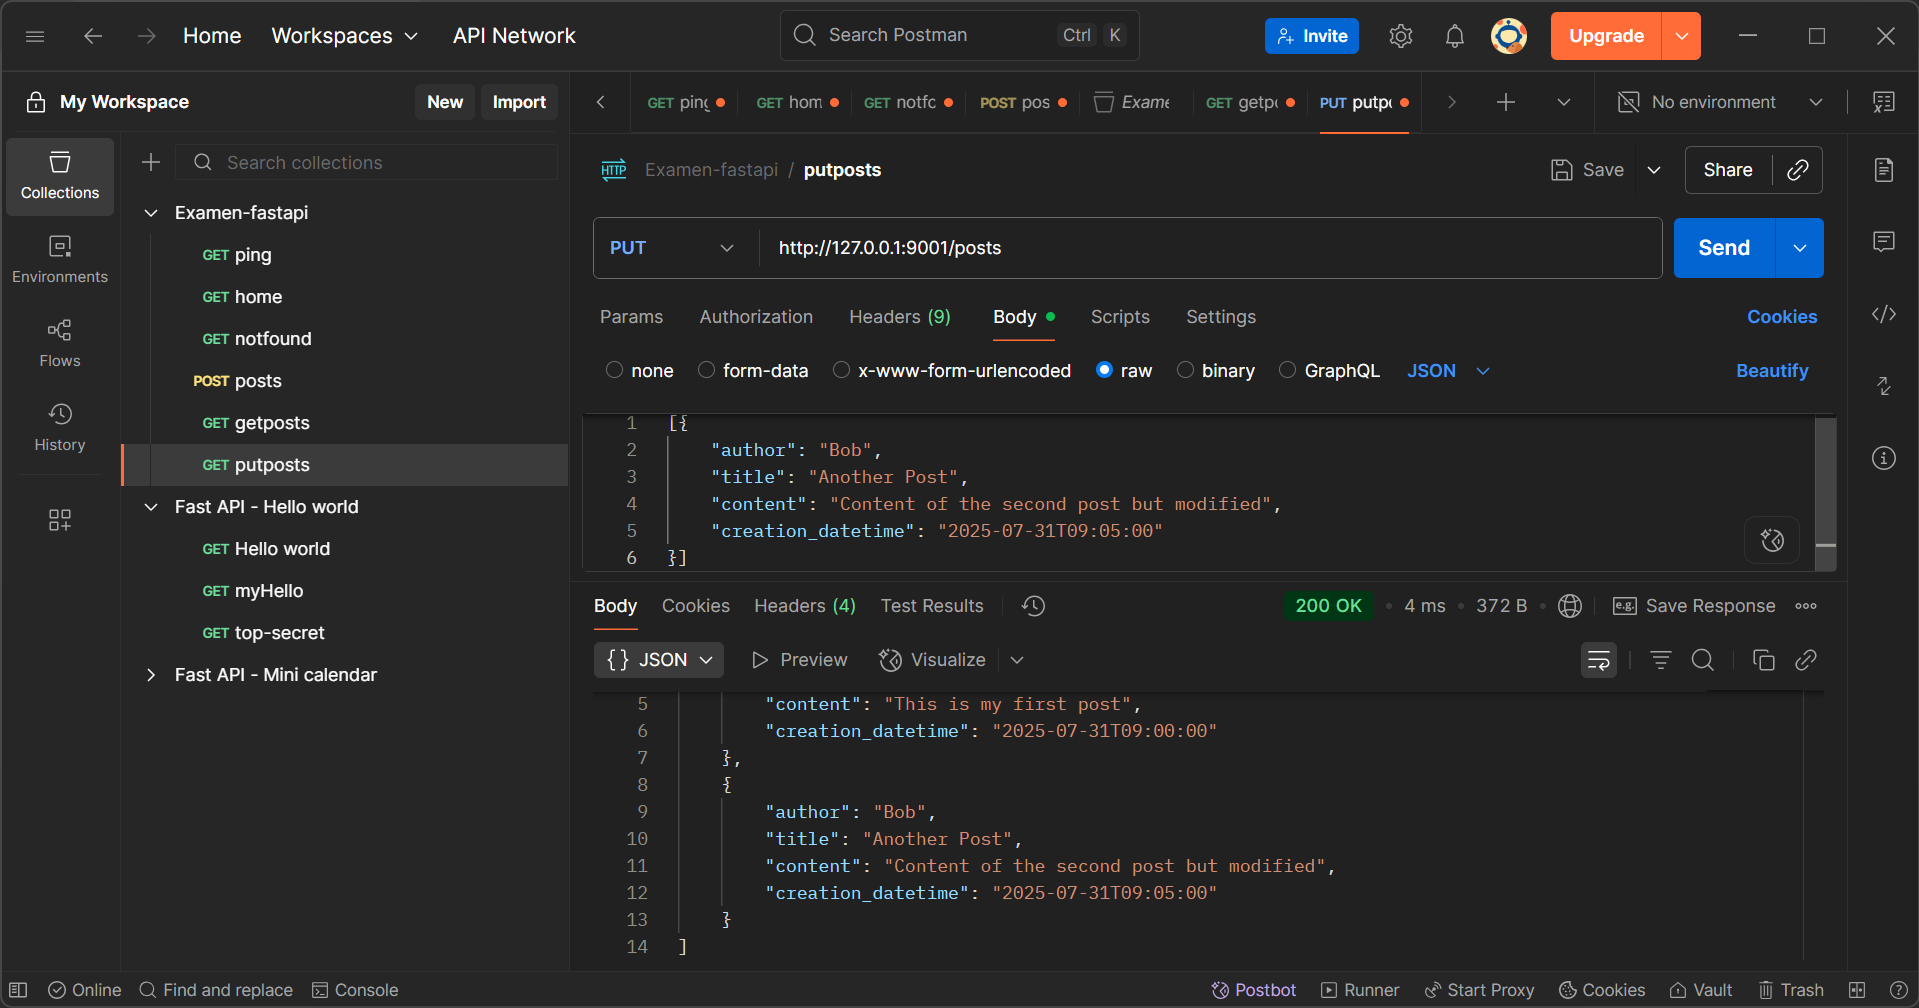 Home Workspaces API Network Search Postman Ctrl K Invite Upgrade
My Workspace New Import
GET ping GET hom GET notfo POST pos Exame GET getpo PUT putpo No environment
Collections
Environments
Flows
History
Search collections
Examen-fastapi
GET ping
GET home
GET notfound
POST posts
GET getposts
GET putposts
Fast API - Hello world
GET Hello world
GET myHello
GET top-secret
Fast API - Mini calendar
HTTP Examen-fastapi / putposts Save Share
PUT http://127.0.0.1:9001/posts Send
Params Authorization Headers (9) Body Scripts Settings Cookies
none form-data x-www-form-urlencoded raw binary GraphQL JSON Beautify
1 [{
2 "author": "Bob",
3 "title": "Another Post",
4 "content": "Content of the second post but modified",
5 "creation_datetime": "2025-07-31T09:05:00"
6 }]
Body Cookies Headers (4) Test Results 200 OK 4 ms 372 B e.g. Save Response
{} JSON Preview Visualize
5 "content": "This is my first post",
6 "creation_datetime": "2025-07-31T09:00:00"
7 },
8 {
9 "author": "Bob",
10 "title": "Another Post",
11 "content": "Content of the second post but modified",
12 "creation_datetime": "2025-07-31T09:05:00"
13 }
14 ]
Online Find and replace Console Postbot Runner Start Proxy Cookies Vault Trash